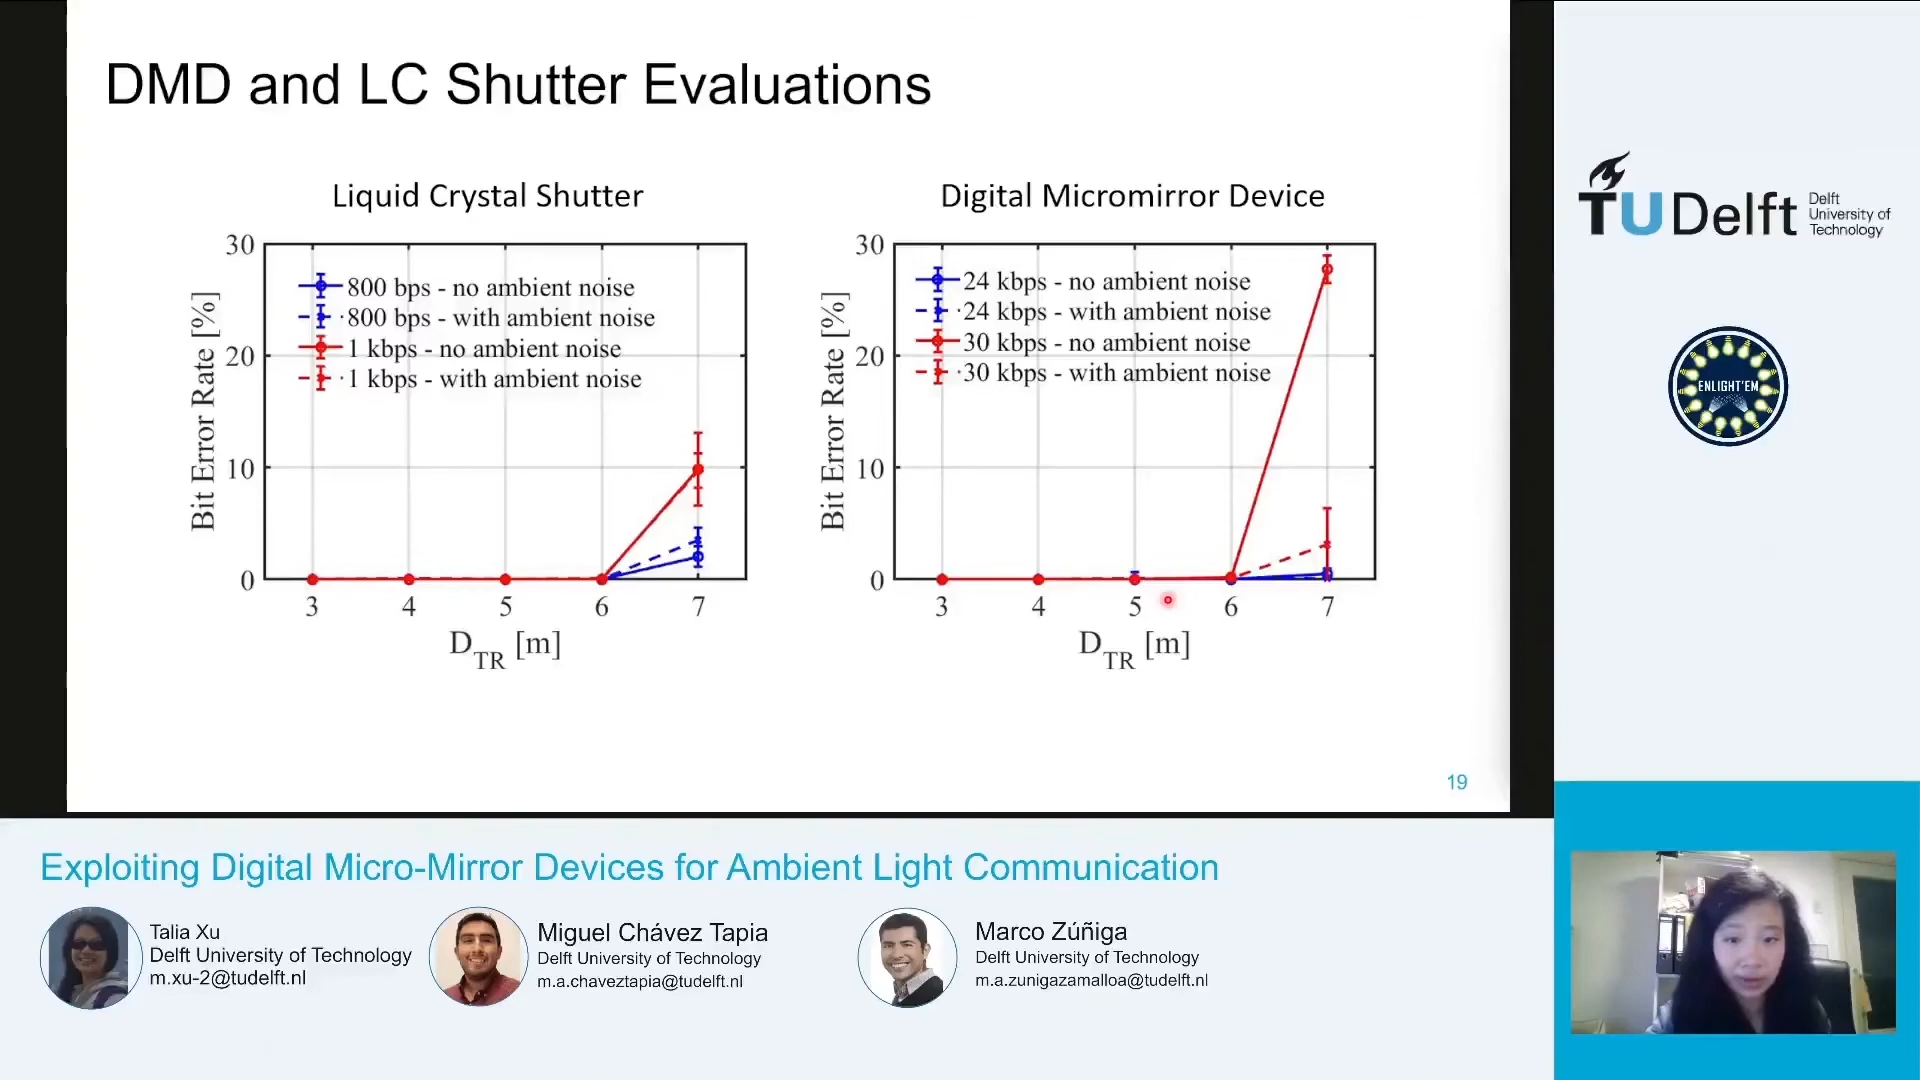 DMD and LC Shutter Evaluations
Liquid Crystal Shutter
30
20
10
0
Bit Error Rate [%]
800 bps - no ambient noise
800 bps - with ambient noise
1 kbps - no ambient noise
1 kbps - with ambient noise
3 4 5 6 7
D_TR [m]
Digital Micromirror Device
30
20
10
0
Bit Error Rate [%]
24 kbps - no ambient noise
24 kbps - with ambient noise
30 kbps - no ambient noise
30 kbps - with ambient noise
3 4 5 6 7
D_TR [m]
19
TU Delft
Delft
University of
Technology
ENLIGHT'EM
Exploiting Digital Micro-Mirror Devices for Ambient Light Communication
Talia Xu
Delft University of Technology
m.xu-2@tudelft.nl
Miguel Chávez Tapia
Delft University of Technology
m.a.chaveztapia@tudelft.nl
Marco Zúñiga
Delft University of Technology
m.a.zunigazamalloa@tudelft.nl